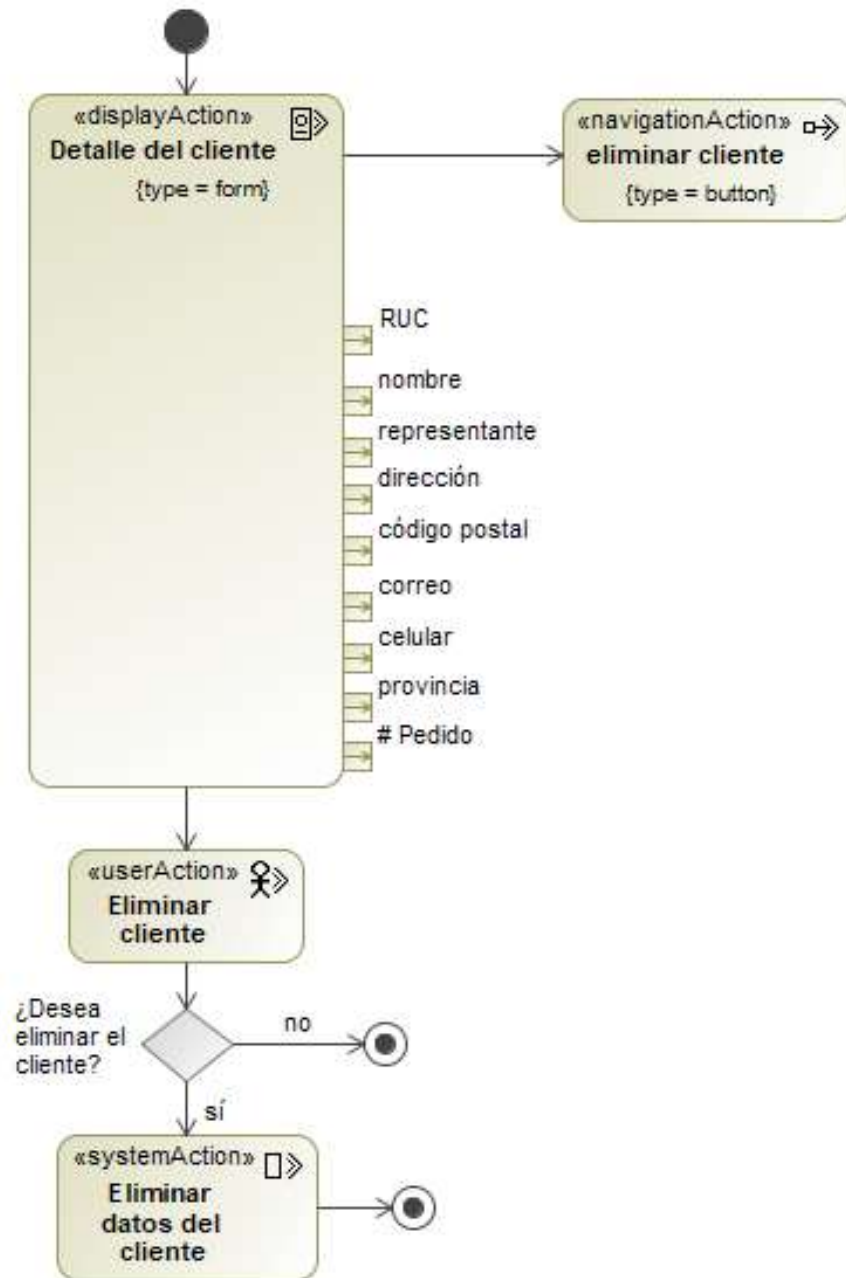 «displayAction»
Detalle del cliente
{type = form}
«navigationAction»
eliminar cliente
{type = button}
RUC
nombre
representante
dirección
código postal
correo
celular
provincia
# Pedido
«userAction»
Eliminar
cliente
¿Desea
eliminar el
cliente?
no
sí
«systemAction»
Eliminar
datos del
cliente